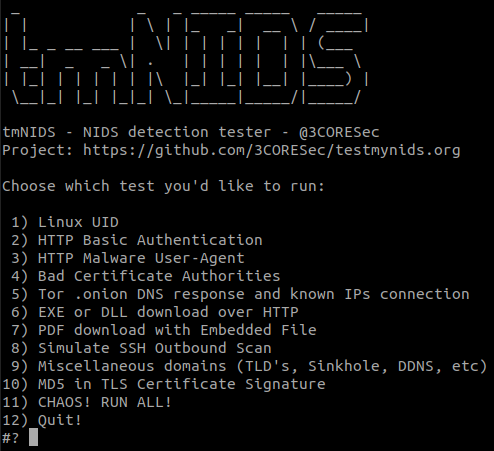 tmNIDS
tmNIDS - NIDS detection tester - @3CORESec
Project: https://github.com/3CORESec/testmynids.org
Choose which test you'd like to run:
1) Linux UID
2) HTTP Basic Authentication
3) HTTP Malware User-Agent
4) Bad Certificate Authorities
5) Tor .onion DNS response and known IPs connection
6) EXE or DLL download over HTTP
7) PDF download with Embedded File
8) Simulate SSH Outbound Scan
9) Miscellaneous domains (TLD's, Sinkhole, DDNS, etc)
10) MD5 in TLS Certificate Signature
11) CHAOS! RUN ALL!
12) Quit!
#?